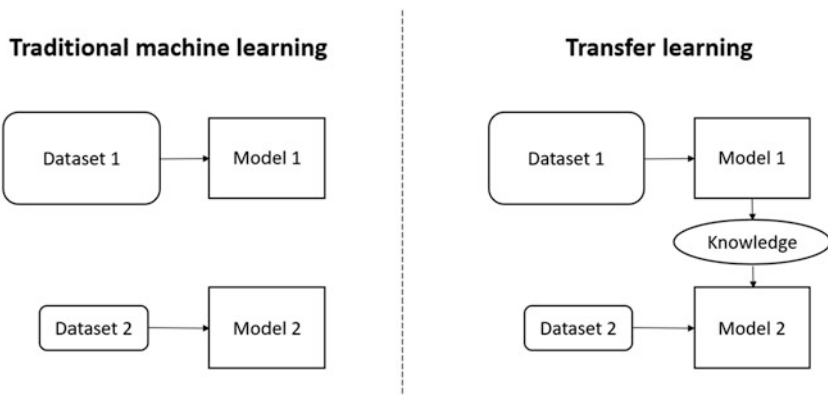 Traditional machine learning
Dataset 1
Model 1
Dataset 2
Model 2
Transfer learning
Dataset 1
Model 1
Knowledge
Dataset 2
Model 2